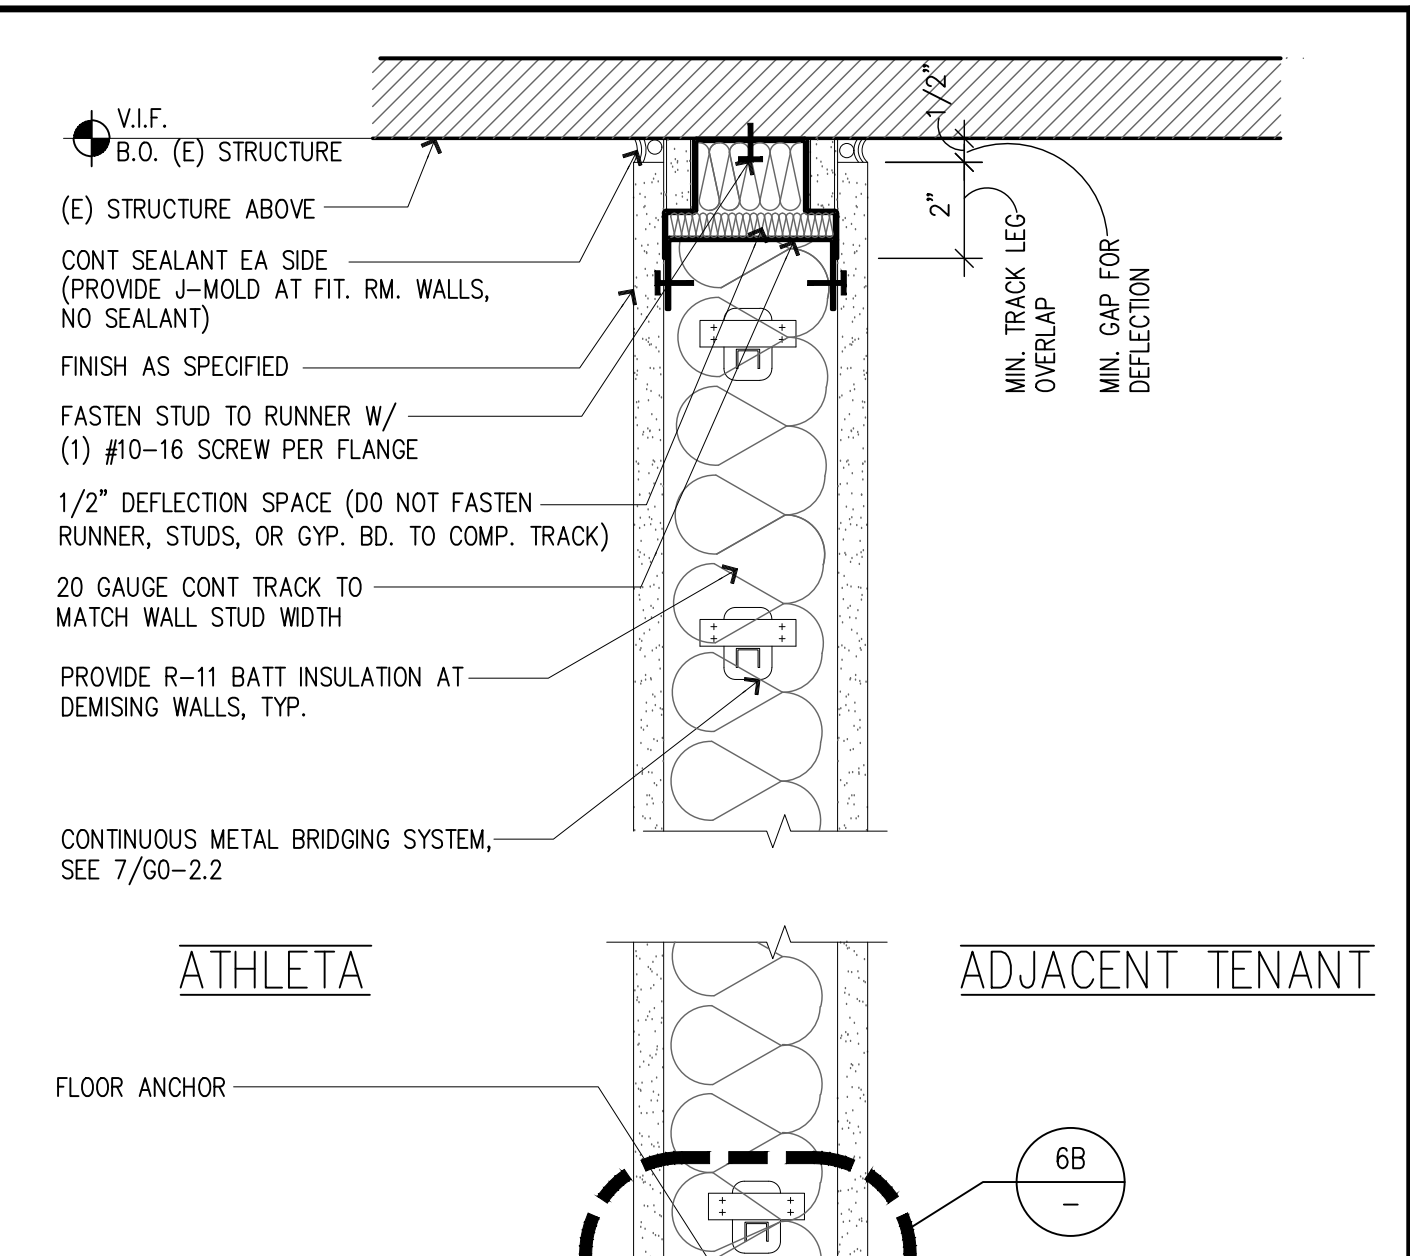 V.I.F.
B.O. (E) STRUCTURE
(E) STRUCTURE ABOVE
CONT SEALANT EA SIDE
(PROVIDE J-MOLD AT FIT. RM. WALLS,
NO SEALANT)
FINISH AS SPECIFIED
FASTEN STUD TO RUNNER W/
(1) #10-16 SCREW PER FLANGE
1/2" DEFLECTION SPACE (DO NOT FASTEN
RUNNER, STUDS, OR GYP. BD. TO COMP. TRACK)
20 GAUGE CONT TRACK TO
MATCH WALL STUD WIDTH
PROVIDE R-11 BATT INSULATION AT
DEMISING WALLS, TYP.
CONTINUOUS METAL BRIDGING SYSTEM,
SEE 7/G0-2.2
1/2"
2"
MIN. TRACK LEG
OVERLAP
MIN. GAP FOR
DEFLECTION
ATHLETA
ADJACENT TENANT
FLOOR ANCHOR
6B
-